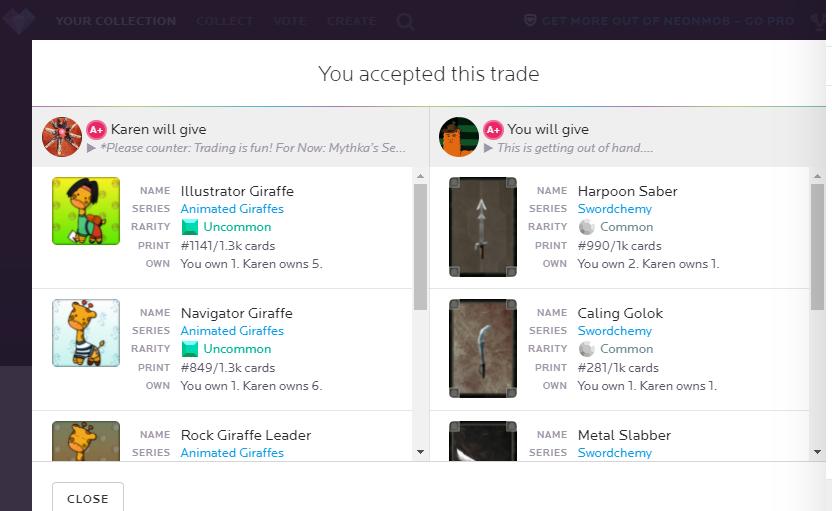 YOUR COLLECTION COLLECT VOTE CREATE GET MORE OUT OF NEONMOB – GO PRO
You accepted this trade
A+ Karen will give
*Please counter: Trading is fun! For Now: Mythka's Se...
NAME Illustrator Giraffe
SERIES Animated Giraffes
RARITY Uncommon
PRINT #1141/1.3k cards
OWN You own 1. Karen owns 5.
NAME Navigator Giraffe
SERIES Animated Giraffes
RARITY Uncommon
PRINT #849/1.3k cards
OWN You own 1. Karen owns 6.
NAME Rock Giraffe Leader
SERIES Animated Giraffes
A+ You will give
This is getting out of hand....
NAME Harpoon Saber
SERIES Swordchemy
RARITY Common
PRINT #990/1k cards
OWN You own 2. Karen owns 1.
NAME Caling Golok
SERIES Swordchemy
RARITY Common
PRINT #281/1k cards
OWN You own 1. Karen owns 1.
NAME Metal Slabber
SERIES Swordchemy
CLOSE